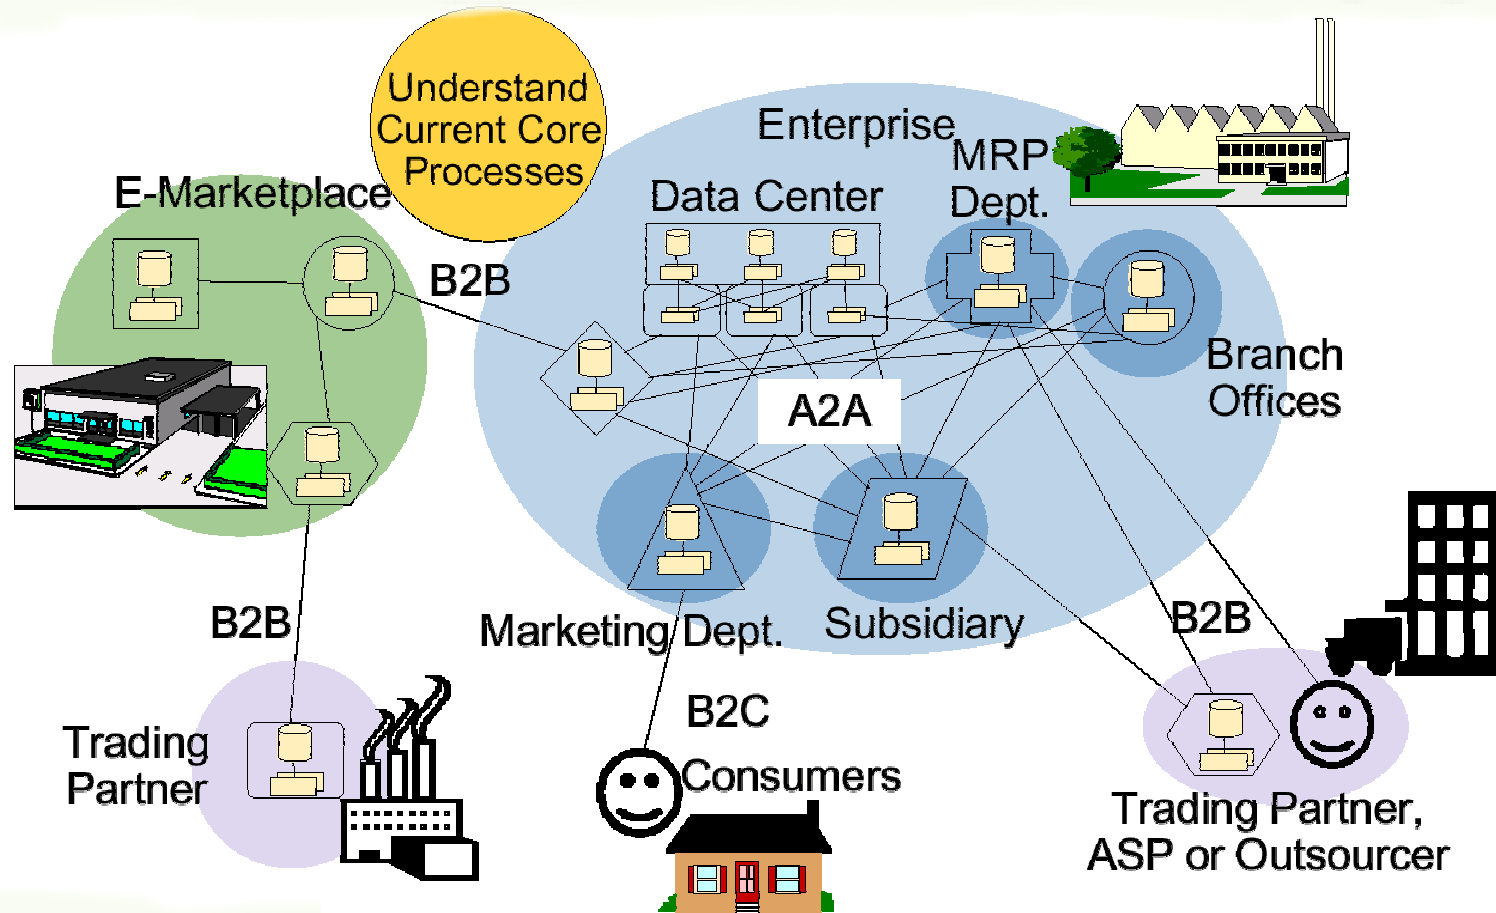 Understand
Current Core
Processes
Enterprise
MRP
Dept.
E-Marketplace
Data Center
B2B
Branch
Offices
A2A
B2B
Marketing Dept.
Subsidiary
B2B
Trading
Partner
B2C
Consumers
Trading Partner,
ASP or Outsourcer